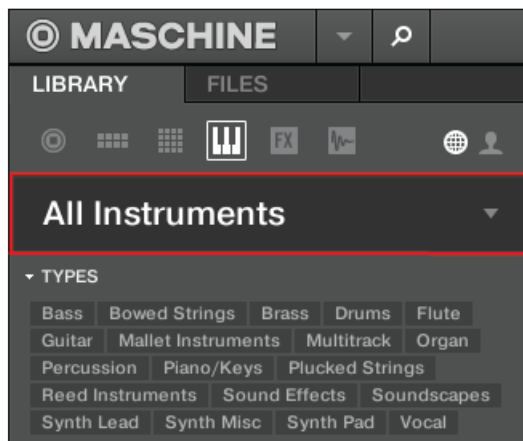 MASCHINE
LIBRARY FILES
FX
All Instruments
TYPES
Bass Bowed Strings Brass Drums Flute
Guitar Mallet Instruments Multitrack Organ
Percussion Piano/Keys Plucked Strings
Reed Instruments Sound Effects Soundscapes
Synth Lead Synth Misc Synth Pad Vocal